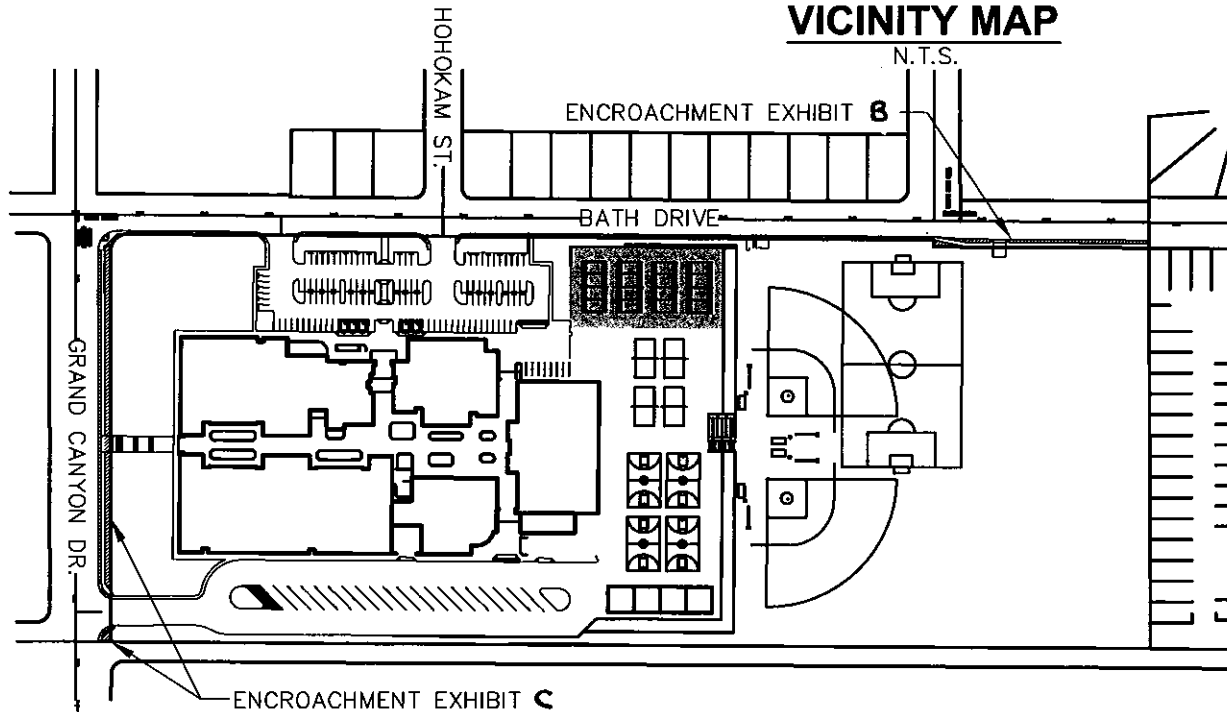 VICINITY MAP
N.T.S.
HOHOKAM ST.
ENCROACHMENT EXHIBIT B
BATH DRIVE
GRAND CANYON DR.
ENCROACHMENT EXHIBIT C